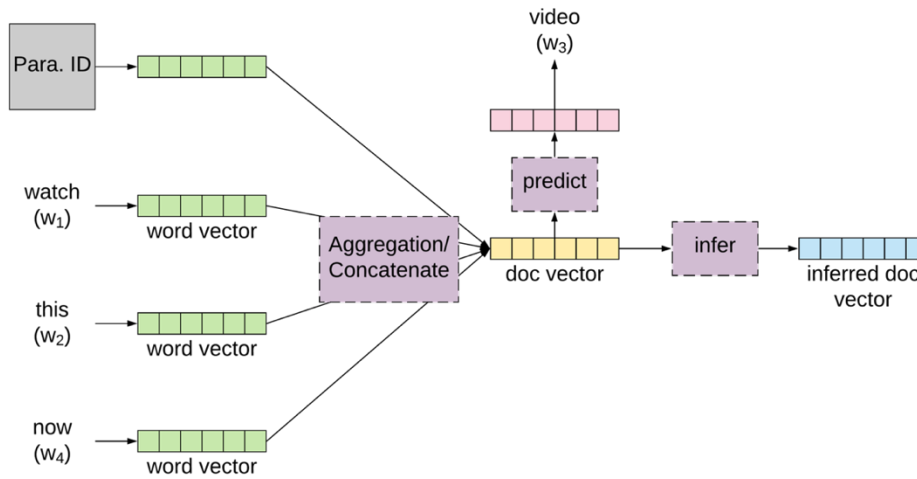 video
(w₃)
Para. ID
predict
watch
(w₁)
word vector
Aggregation/
Concatenate
doc vector
infer
inferred doc
vector
this
(w₂)
word vector
now
(w₄)
word vector